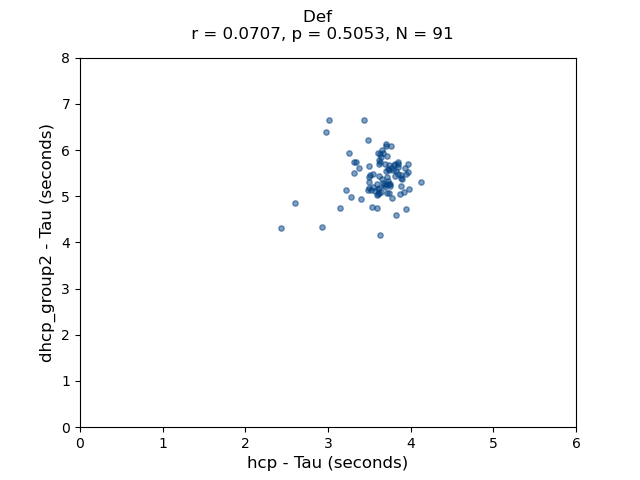 Def
r = 0.0707, p = 0.5053, N = 91
8
7
6
5
4
3
2
1
0
dhcp_group2 - Tau (seconds)
0 1 2 3 4 5 6
hcp - Tau (seconds)